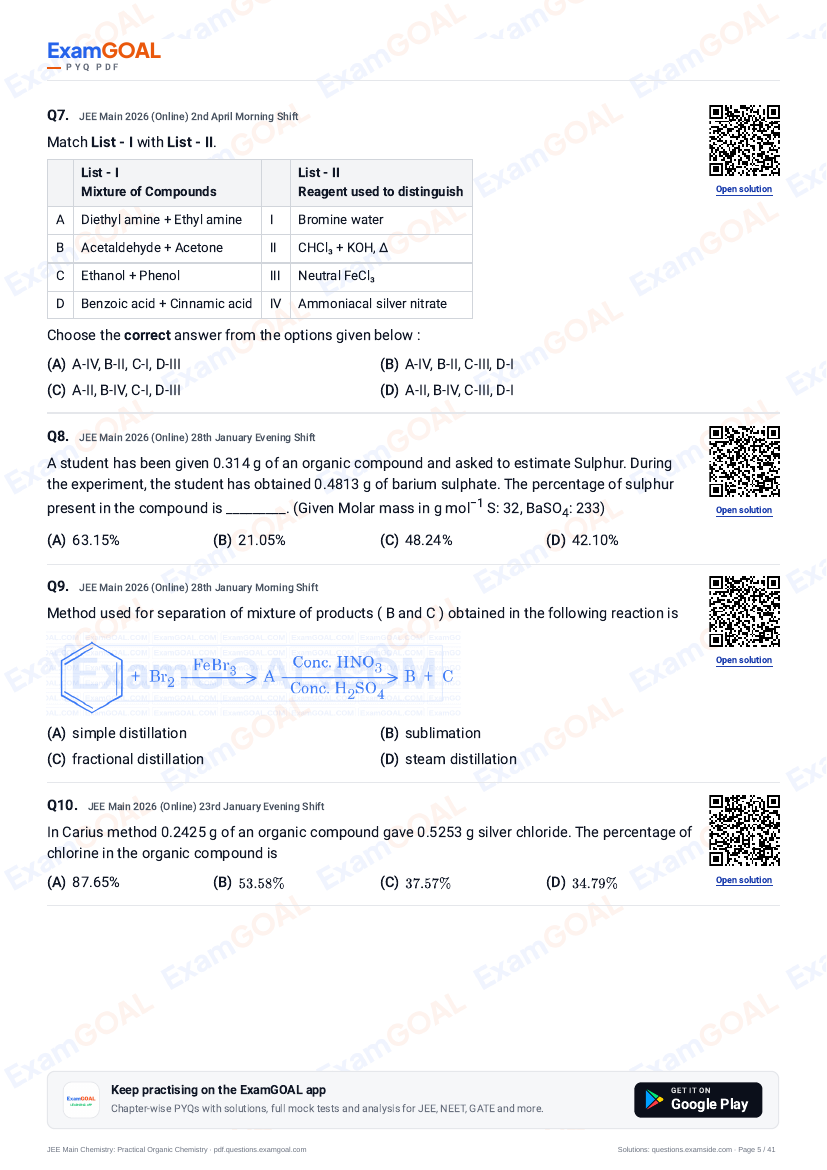 ExamGOAL
PYQ PDF
Q7. JEE Main 2026 (Online) 2nd April Morning Shift
Match List - I with List - II.
List - I
Mixture of Compounds
List - II
Reagent used to distinguish
A Diethyl amine + Ethyl amine I Bromine water
B Acetaldehyde + Acetone II CHCl₃ + KOH, Δ
C Ethanol + Phenol III Neutral FeCl₃
D Benzoic acid + Cinnamic acid IV Ammoniacal silver nitrate
Open solution
Choose the correct answer from the options given below :
(A) A-IV, B-II, C-I, D-III (B) A-IV, B-II, C-III, D-I
(C) A-II, B-IV, C-I, D-III (D) A-II, B-IV, C-III, D-I
Q8. JEE Main 2026 (Online) 28th January Evening Shift
A student has been given 0.314 g of an organic compound and asked to estimate Sulphur. During
the experiment, the student has obtained 0.4813 g of barium sulphate. The percentage of sulphur
present in the compound is _________. (Given Molar mass in g mol⁻¹ S: 32, BaSO₄: 233)
Open solution
(A) 63.15% (B) 21.05% (C) 48.24% (D) 42.10%
Q9. JEE Main 2026 (Online) 28th January Morning Shift
Method used for separation of mixture of products ( B and C ) obtained in the following reaction is
Open solution
+ Br₂ FeBr₃ A Conc. HNO₃ Conc. H₂SO₄ B + C
ExamGOAL.COM
(A) simple distillation (B) sublimation
(C) fractional distillation (D) steam distillation
Q10. JEE Main 2026 (Online) 23rd January Evening Shift
In Carius method 0.2425 g of an organic compound gave 0.5253 g silver chloride. The percentage of
chlorine in the organic compound is
(A) 87.65% (B) 53.58% (C) 37.57% (D) 34.79%
Open solution
ExamGOAL
Keep practising on the ExamGOAL app
Chapter-wise PYQs with solutions, full mock tests and analysis for JEE, NEET, GATE and more.
GET IT ON
Google Play
JEE Main Chemistry: Practical Organic Chemistry · pdf.questions.examgoal.com Solutions: questions.examside.com · Page 5 / 41